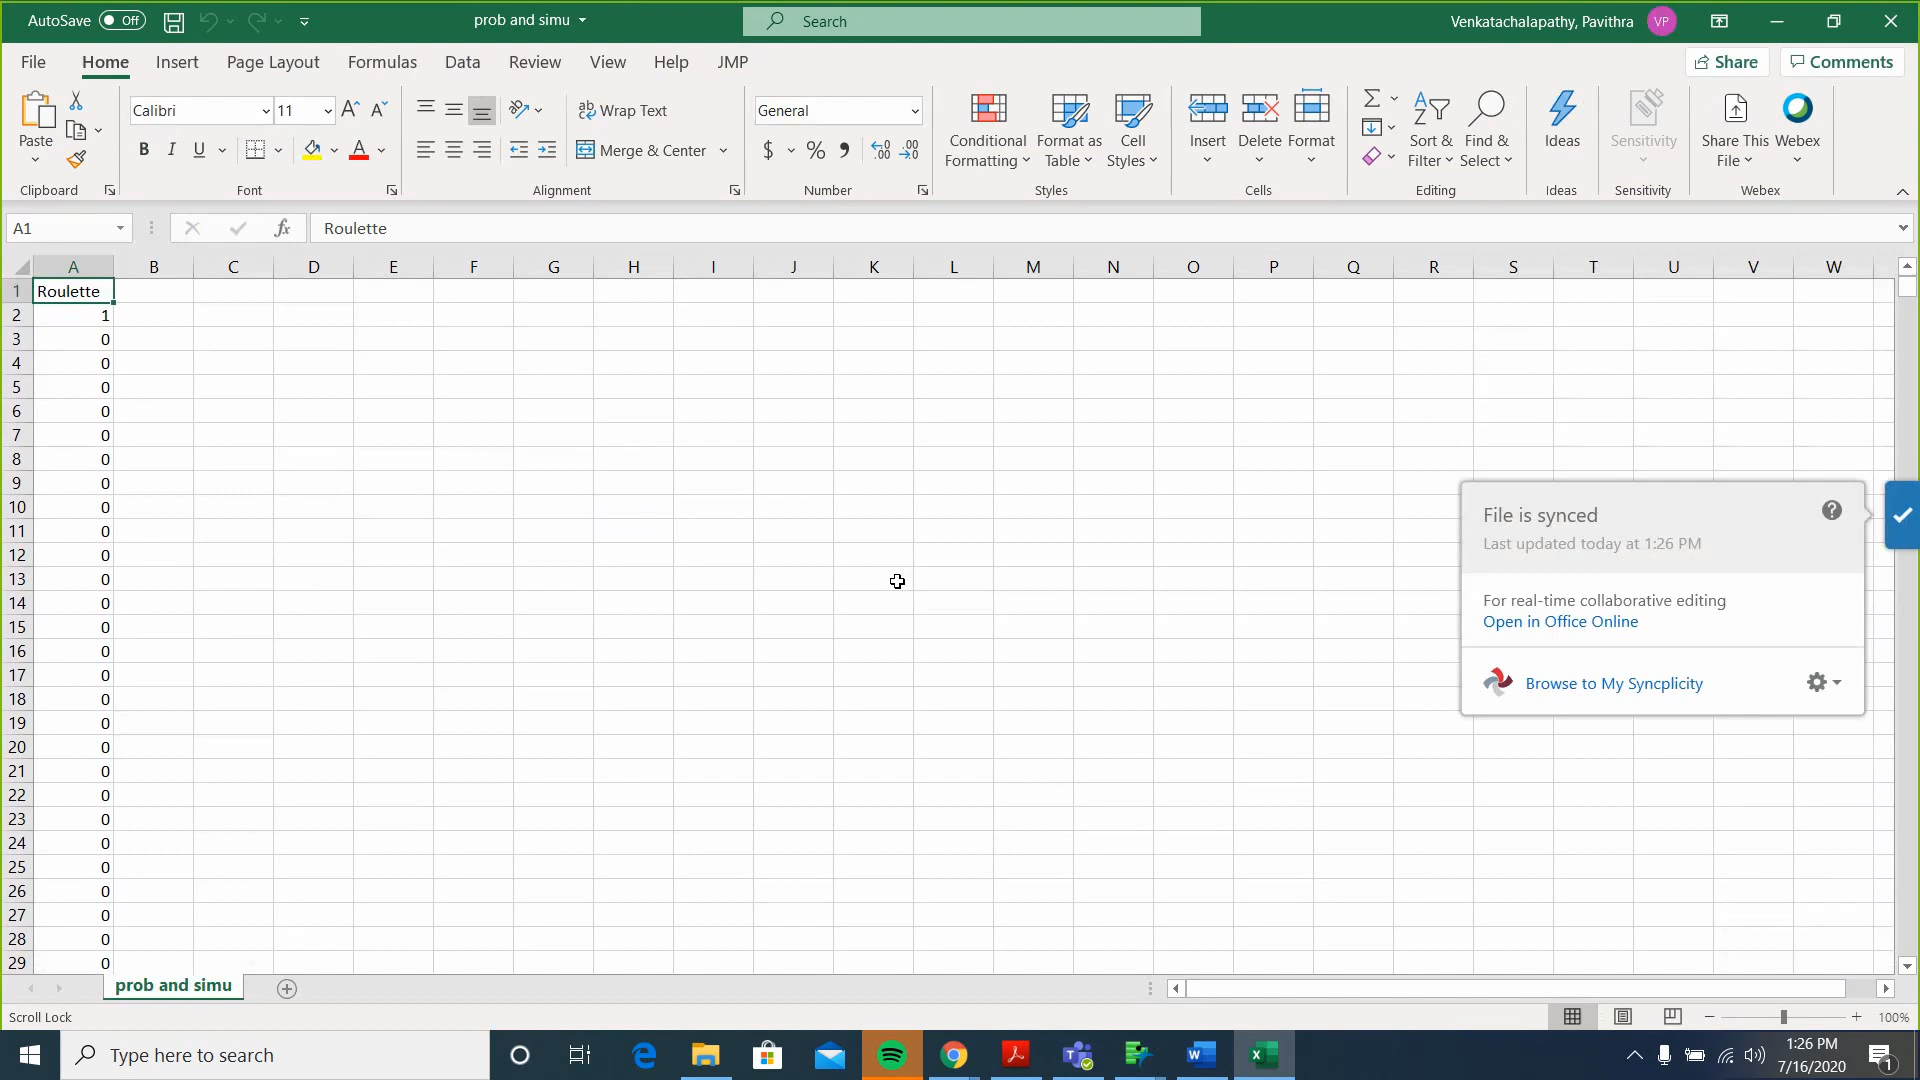 AutoSave Off prob and simu Search Venkatachalapathy, Pavithra VP
File Home Insert Page Layout Formulas Data Review View Help JMP Share Comments
Calibri 11 Wrap Text General
Paste B I U Merge & Center $ % Conditional Formatting Format as Table Cell Styles Insert Delete Format Sort & Filter Find & Select Ideas Sensitivity Share This File Webex
Clipboard Font Alignment Number Styles Cells Editing Ideas Sensitivity Webex
A1 fx Roulette
A B C D E F G H I J K L M N O P Q R S T U V W
1 Roulette
2 1
3 0
4 0
5 0
6 0
7 0
8 0
9 0
10 0
11 0
12 0
13 0
14 0
15 0
16 0
17 0
18 0
19 0
20 0
21 0
22 0
23 0
24 0
25 0
26 0
27 0
28 0
29 0
File is synced
Last updated today at 1:26 PM
For real-time collaborative editing
Open in Office Online
Browse to My Syncplicity
prob and simu
Scroll Lock 100%
Type here to search 1:26 PM
7/16/2020 1